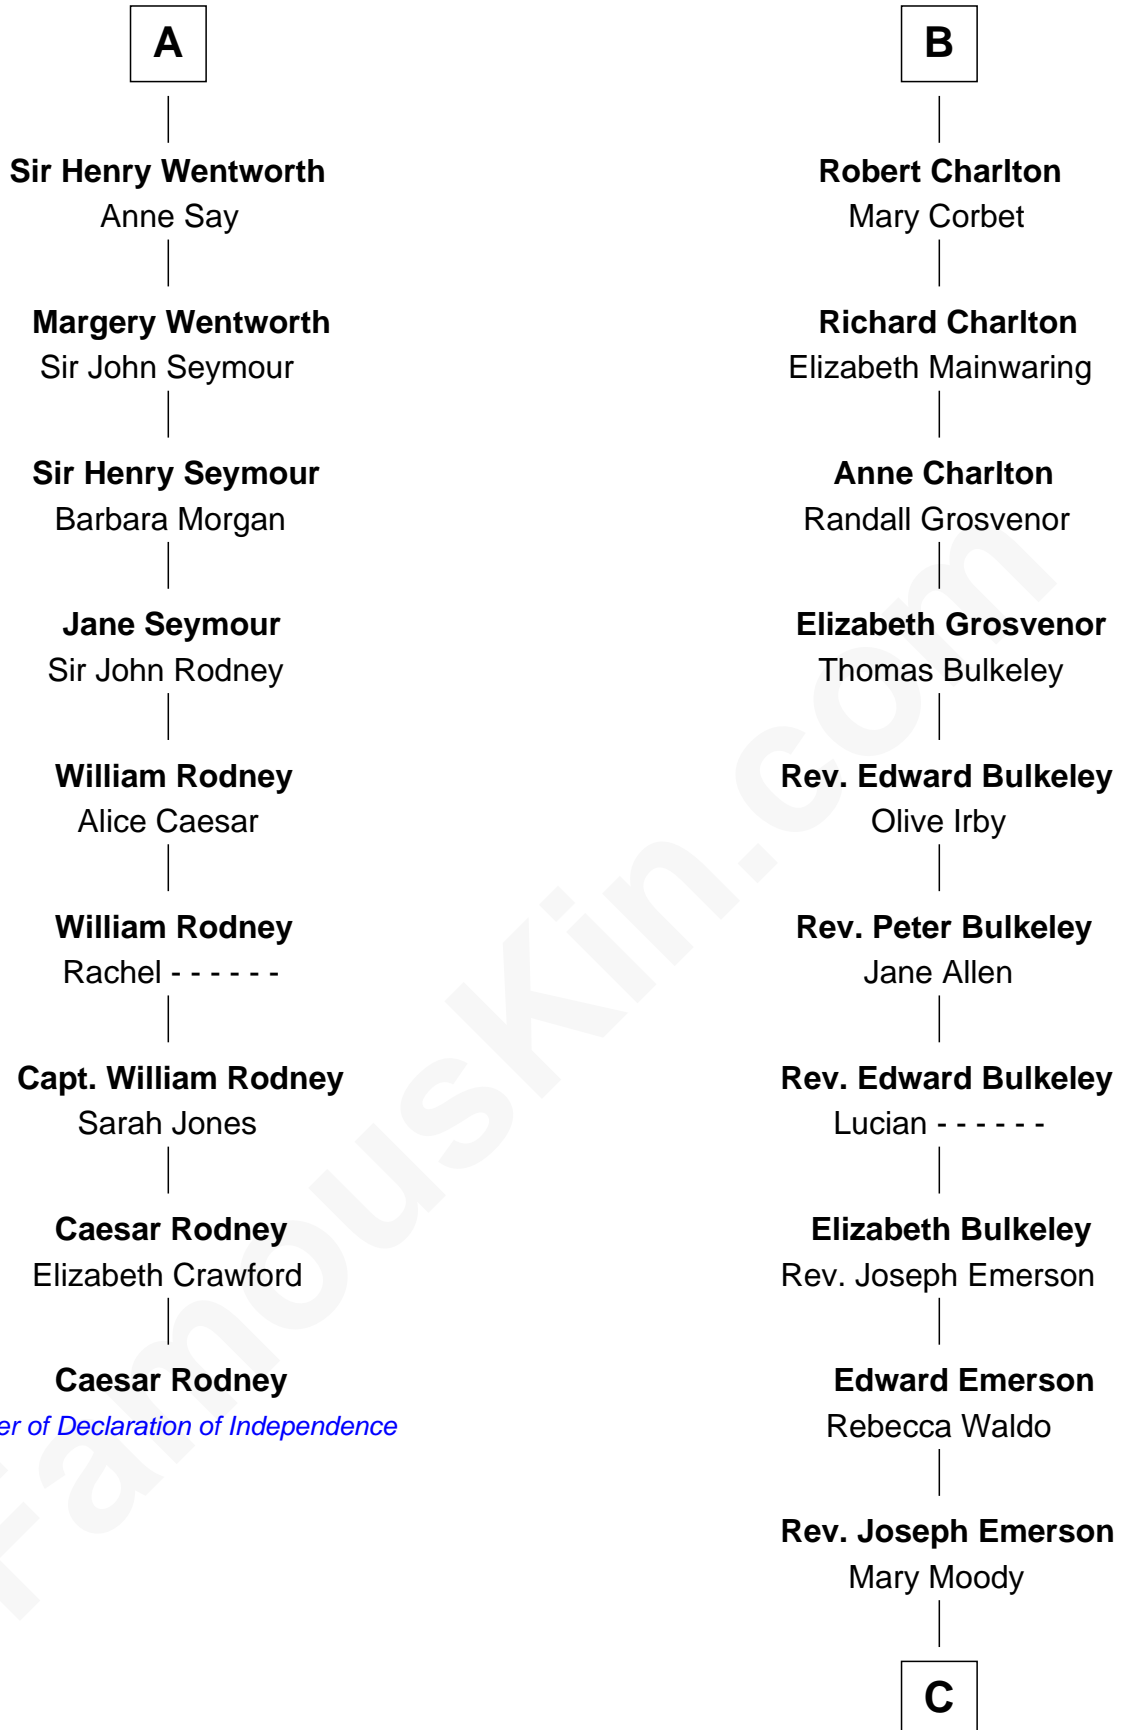 A
Sir Henry Wentworth
Anne Say
Margery Wentworth
Sir John Seymour
Sir Henry Seymour
Barbara Morgan
Jane Seymour
Sir John Rodney
William Rodney
Alice Caesar
William Rodney
Rachel - - - - - -
Capt. William Rodney
Sarah Jones
Caesar Rodney
Elizabeth Crawford
Caesar Rodney
er of Declaration of Independence
B
Robert Charlton
Mary Corbet
Richard Charlton
Elizabeth Mainwaring
Anne Charlton
Randall Grosvenor
Elizabeth Grosvenor
Thomas Bulkeley
Rev. Edward Bulkeley
Olive Irby
Rev. Peter Bulkeley
Jane Allen
Rev. Edward Bulkeley
Lucian - - - - - -
Elizabeth Bulkeley
Rev. Joseph Emerson
Edward Emerson
Rebecca Waldo
Rev. Joseph Emerson
Mary Moody
C
FamousKin.com